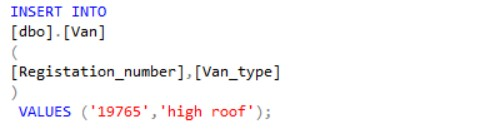 INSERT INTO
[dbo].[Van]
(
[Registation_number],[Van_type]
)
VALUES ('19765','high roof');